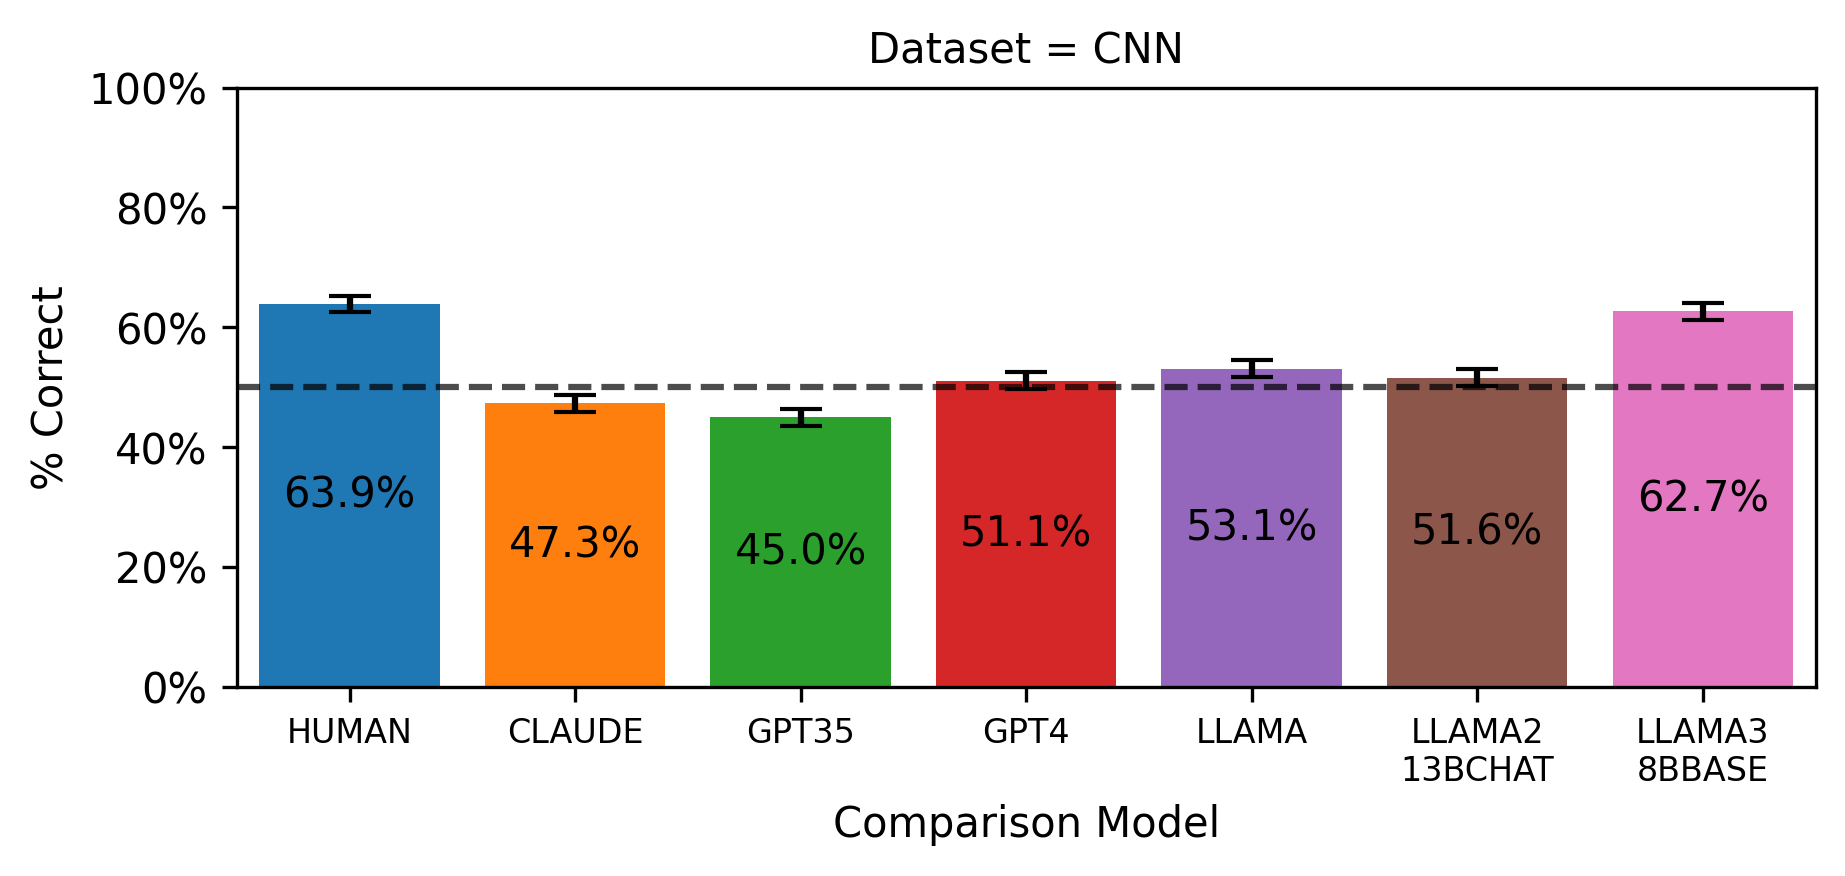 Dataset = CNN
100%
80%
60%
40%
20%
0%
% Correct
63.9%
47.3%
45.0%
51.1%
53.1%
51.6%
62.7%
HUMAN
CLAUDE
GPT35
GPT4
LLAMA
LLAMA2
13BCHAT
LLAMA3
8BBASE
Comparison Model